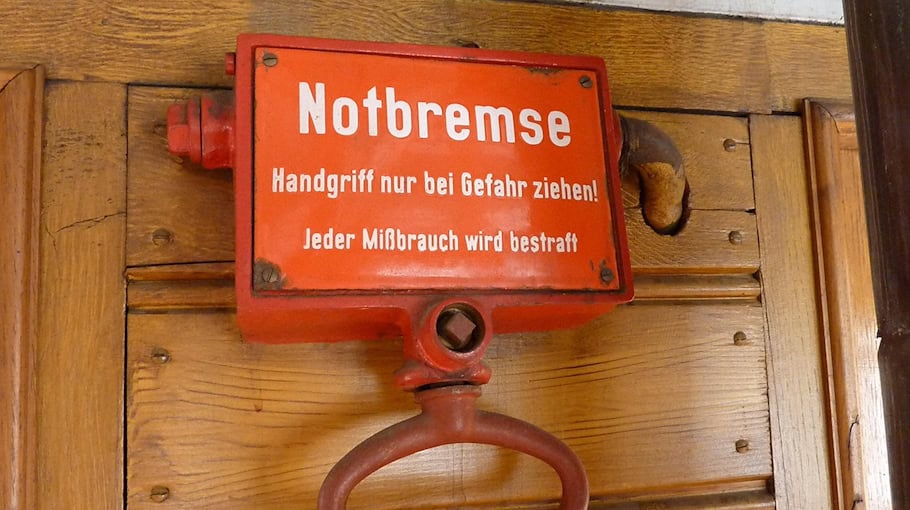 Notbremse
Handgriff nur bei Gefahr ziehen!
Jeder Mißbrauch wird bestraft